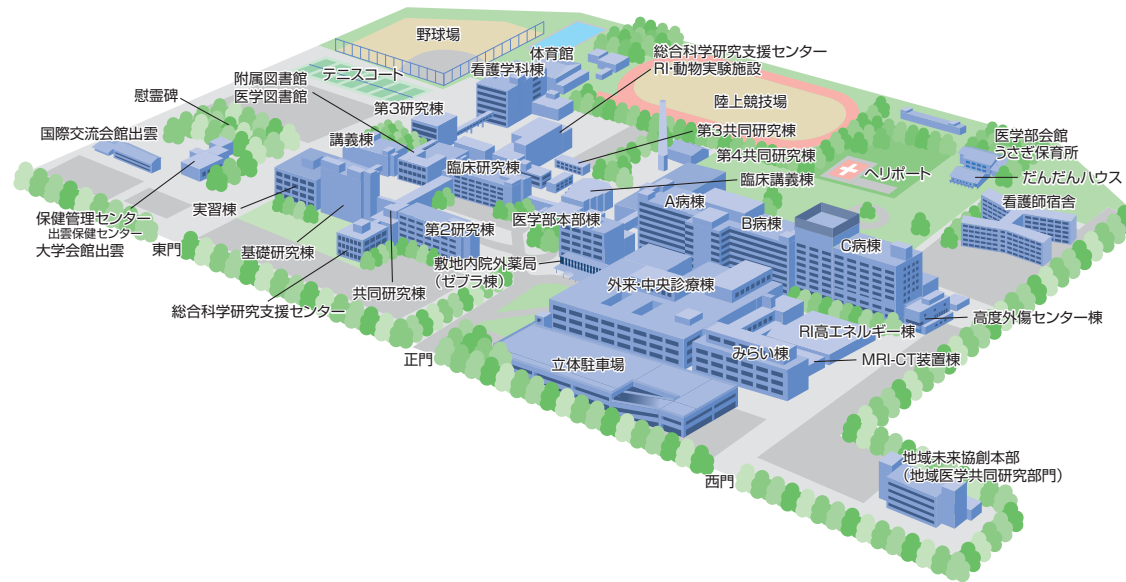 野球場
体育館
看護学科棟
総合科学研究支援センター
RI・動物実験施設
テニスコート
附属図書館
医学図書館
慰霊碑
第3研究棟
陸上競技場
国際交流会館出雲
講義棟
第3共同研究棟
医学部会館
うさぎ保育所
臨床研究棟
第4共同研究棟
ヘリポート
だんだんハウス
臨床講義棟
実習棟
A病棟
看護師宿舎
保健管理センター
出雲保健センター
大学会館出雲
東門
基礎研究棟
第2研究棟
医学部本部棟
B病棟
C病棟
敷地内院外薬局
（ゼブラ棟）
共同研究棟
外来・中央診療棟
総合科学研究支援センター
高度外傷センター棟
RI高エネルギー棟
正門
立体駐車場
みらい棟
MRI-CT装置棟
地域未来協創本部
（地域医学共同研究部門）
西門